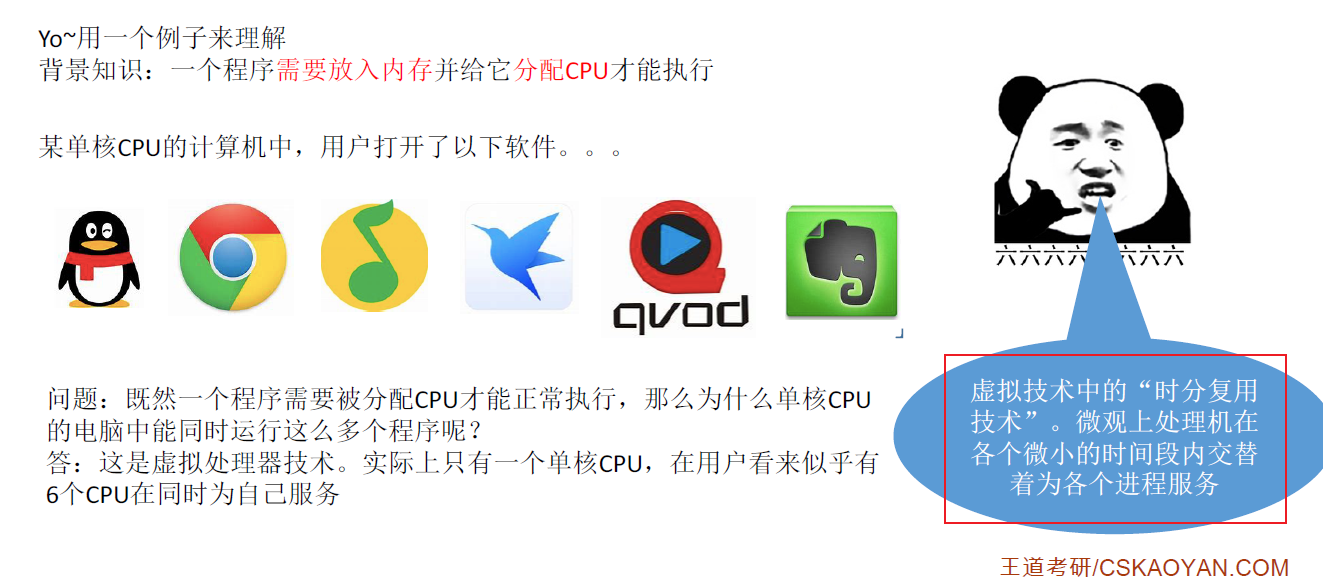 Yo~用一个例子来理解
背景知识：一个程序需要放入内存并给它分配CPU才能执行
某单核CPU的计算机中，用户打开了以下软件。。。
qvod
六六六六六六六六
问题：既然一个程序需要被分配CPU才能正常执行，那么为什么单核CPU
的电脑中能同时运行这么多个程序呢？
答：这是虚拟处理器技术。实际上只有一个单核CPU，在用户看来似乎有
6个CPU在同时为自己服务
虚拟技术中的“时分复用
技术”。微观上处理机在
各个微小的时间段内交替
着为各个进程服务
王道考研/CSKAOYAN.COM